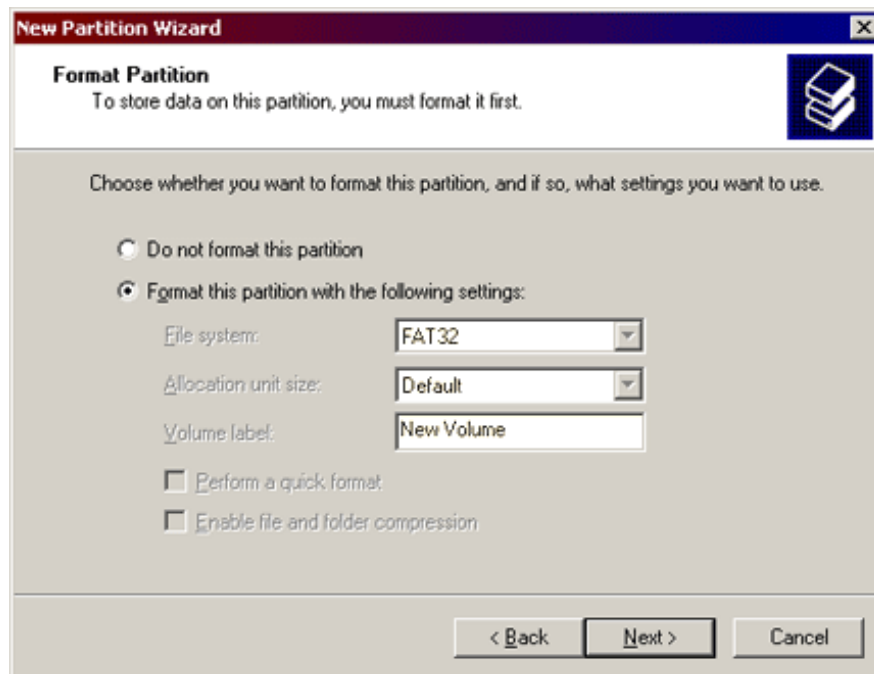 New Partition Wizard
Format Partition
To store data on this partition, you must format it first.
Choose whether you want to format this partition, and if so, what settings you want to use.
Do not format this partition
Format this partition with the following settings:
File system: FAT32
Allocation unit size: Default
Volume label: New Volume
Perform a quick format
Enable file and folder compression
< Back Next > Cancel